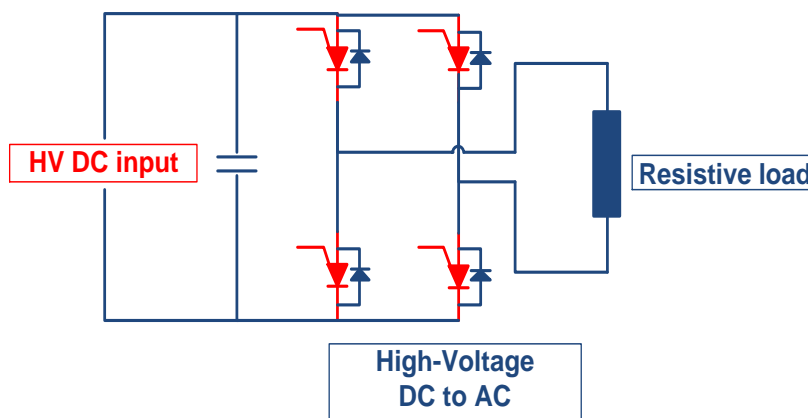 HV DC input
Resistive load
High-Voltage
DC to AC